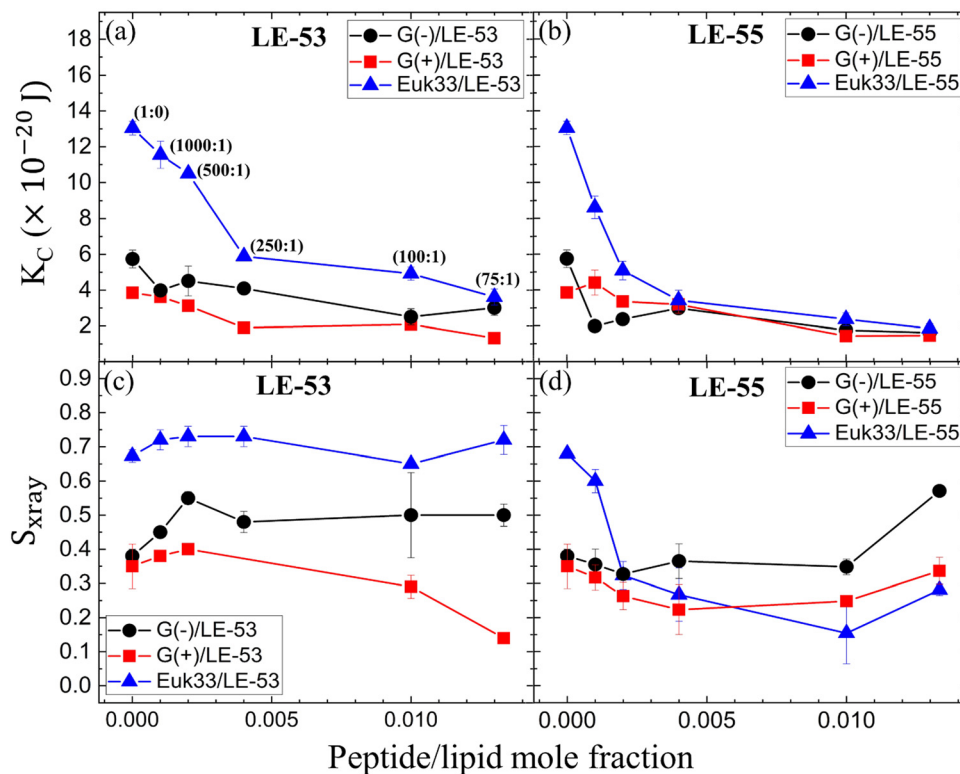 (a)
LE-53
G(-)/LE-53
G(+)/LE-53
Euk33/LE-53
(1:0)
(1000:1)
(500:1)
(250:1)
(100:1)
(75:1)
18
16
14
12
10
8
6
4
2
K_C (× 10^-20 J)
(b)
LE-55
G(-)/LE-55
G(+)/LE-55
Euk33/LE-55
(c)
LE-53
0.9
0.8
0.7
0.6
0.5
0.4
0.3
0.2
0.1
0.0
S_xray
G(-)/LE-53
G(+)/LE-53
Euk33/LE-53
0.000
0.005
0.010
(d)
LE-55
G(-)/LE-55
G(+)/LE-55
Euk33/LE-55
0.000
0.005
0.010
Peptide/lipid mole fraction